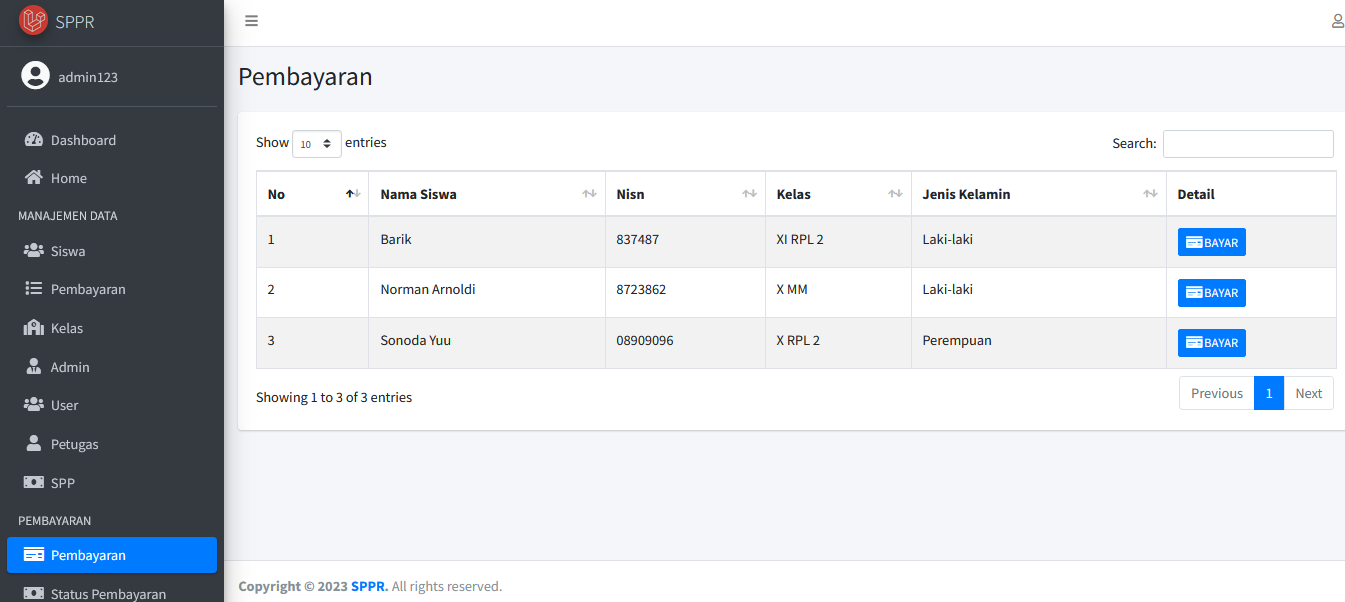 SPPR
admin123
Dashboard
Home
MANAJEMEN DATA
Siswa
Pembayaran
Kelas
Admin
User
Petugas
SPP
PEMBAYARAN
Pembayaran
Status Pembayaran
Pembayaran
Show 10 entries Search:
No Nama Siswa Nisn Kelas Jenis Kelamin Detail
1 Barik 837487 XI RPL 2 Laki-laki BAYAR
2 Norman Arnoldi 8723862 X MM Laki-laki BAYAR
3 Sonoda Yuu 08909096 X RPL 2 Perempuan BAYAR
Showing 1 to 3 of 3 entries Previous 1 Next
Copyright © 2023 SPPR. All rights reserved.